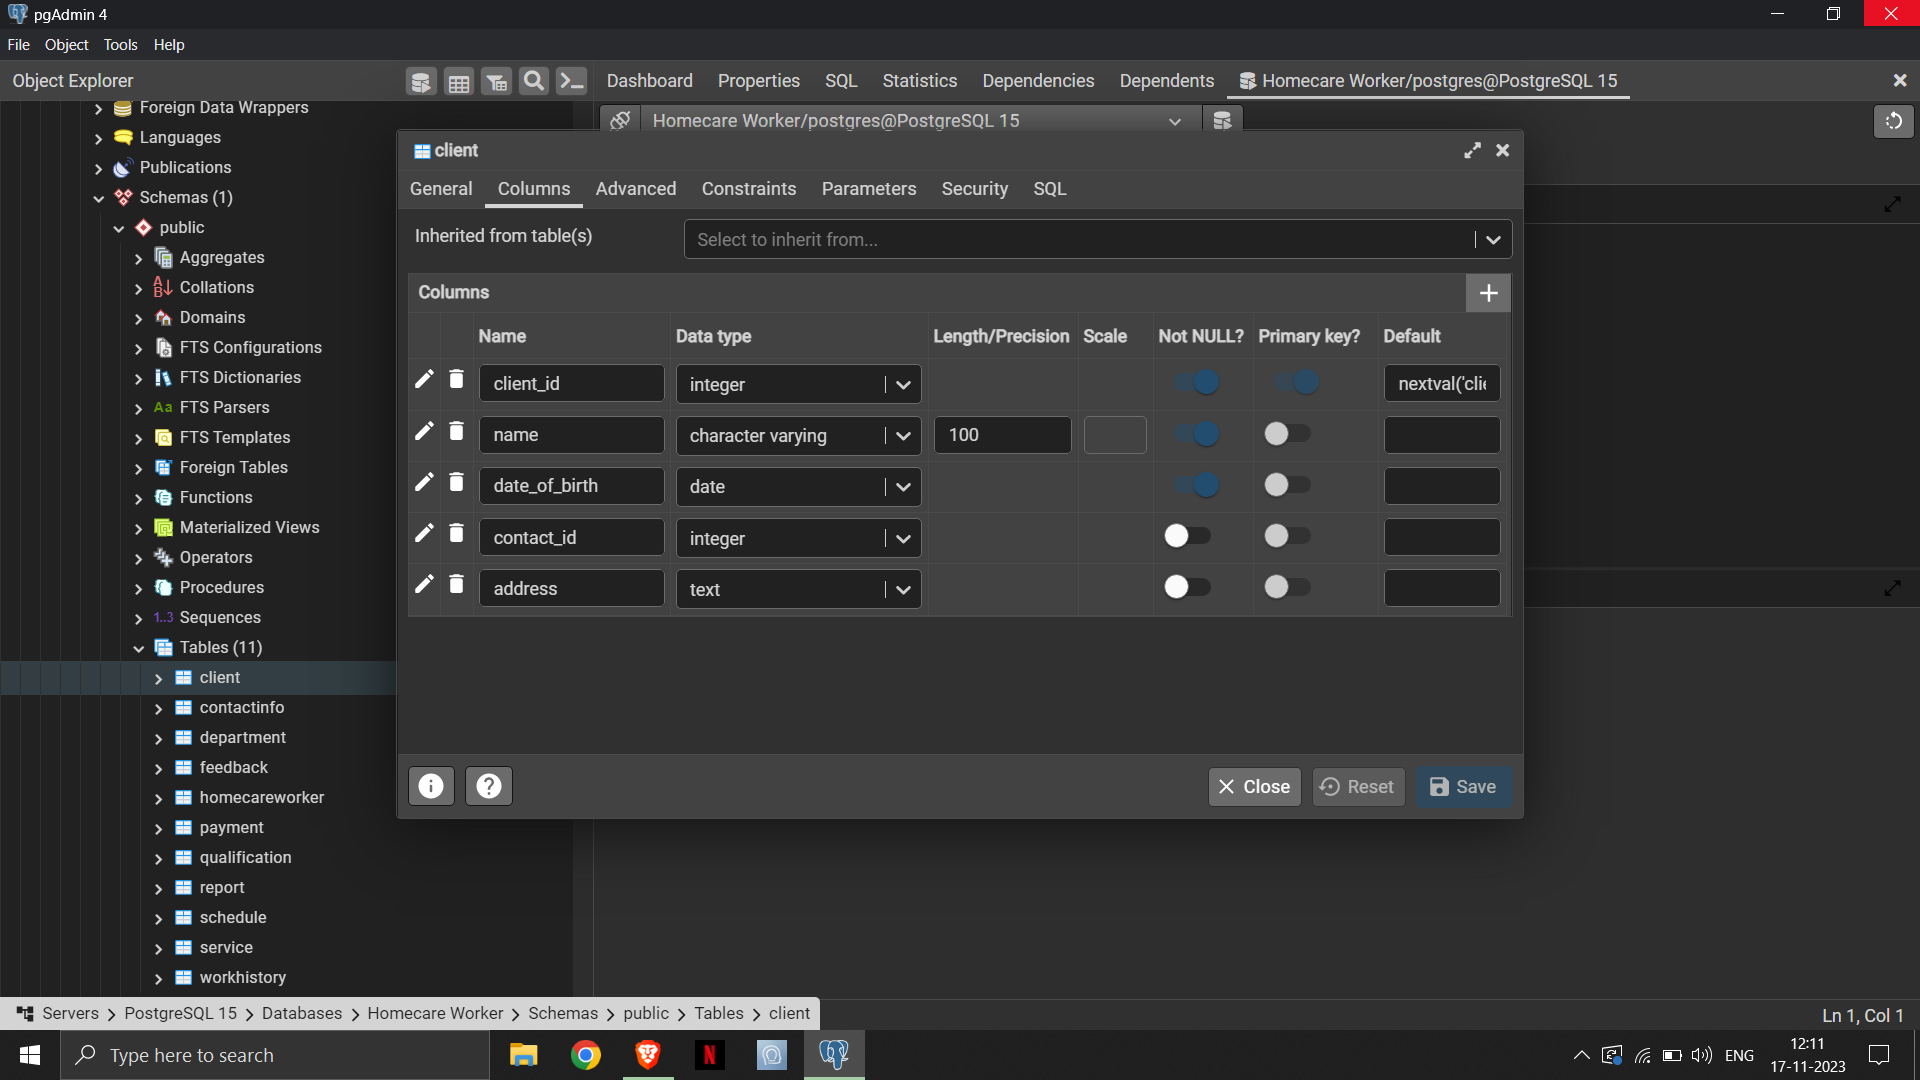 pgAdmin 4
File Object Tools Help
Object Explorer
Dashboard Properties SQL Statistics Dependencies Dependents Homecare Worker/postgres@PostgreSQL 15
Homecare Worker/postgres@PostgreSQL 15
Foreign Data Wrappers
Languages
Publications
Schemas (1)
public
Aggregates
Collations
Domains
FTS Configurations
FTS Dictionaries
Aa FTS Parsers
FTS Templates
Foreign Tables
Functions
Materialized Views
Operators
Procedures
1..3 Sequences
Tables (11)
client
contactinfo
department
feedback
homecareworker
payment
qualification
report
schedule
service
workhistory
client
General Columns Advanced Constraints Parameters Security SQL
Inherited from table(s) Select to inherit from...
Columns
Name Data type Length/Precision Scale Not NULL? Primary key? Default
client_id integer nextval('clie
name character varying 100
date_of_birth date
contact_id integer
address text
Close Reset Save
Servers > PostgreSQL 15 > Databases > Homecare Worker > Schemas > public > Tables > client
Ln 1, Col 1
Type here to search
N
ENG
12:11
17-11-2023